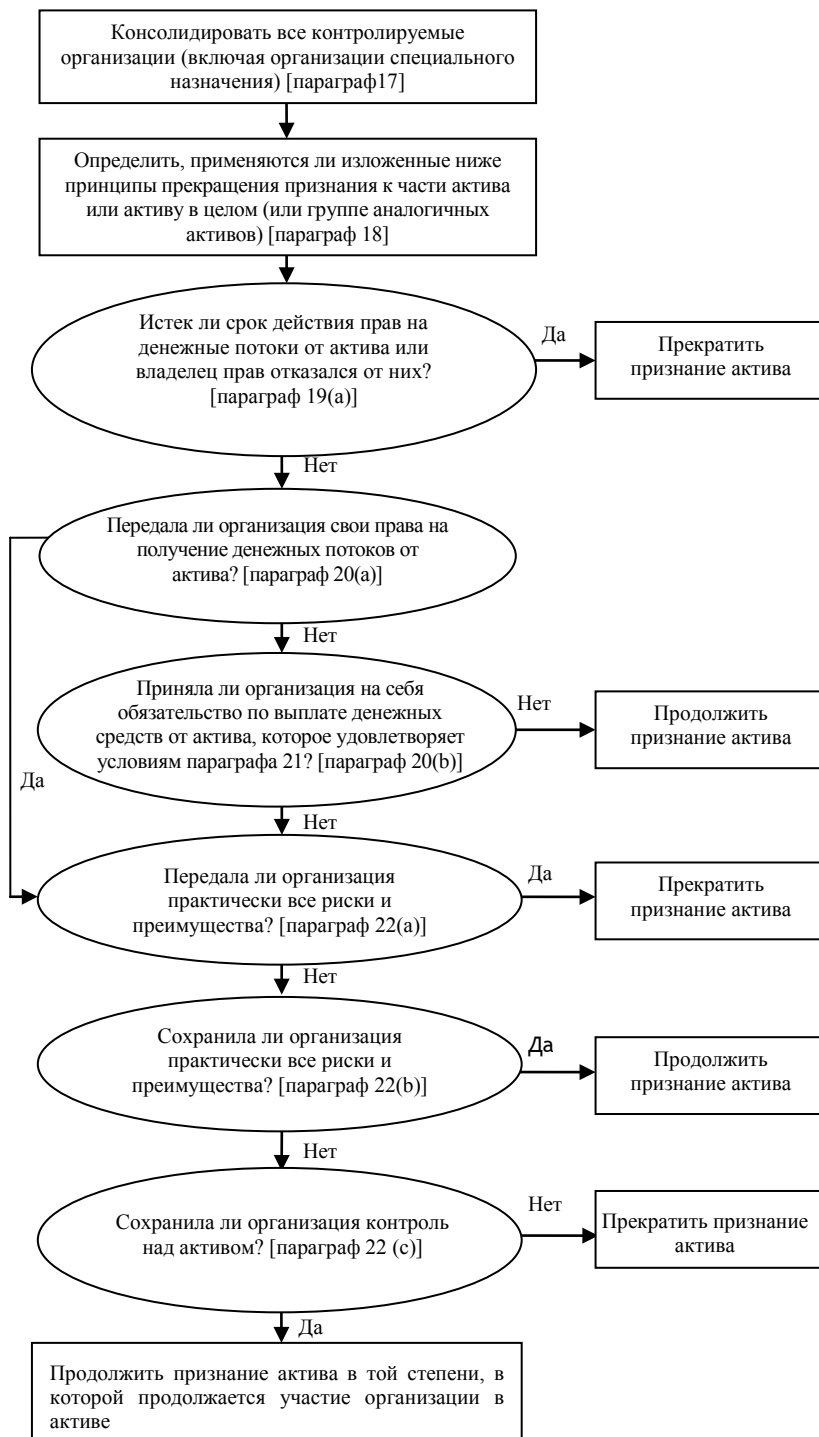 Консолидировать все контролируемые
организации (включая организации специального
назначения) [параграф17]
Определить, применяются ли изложенные ниже
принципы прекращения признания к части актива
или активу в целом (или группе аналогичных
активов) [параграф 18]
Истек ли срок действия прав на
денежные потоки от актива или
владелец прав отказался от них?
[параграф 19(a)]
Да
Прекратить
признание актива
Нет
Передала ли организация свои права на
получение денежных потоков от
актива? [параграф 20(a)]
Нет
Приняла ли организация на себя
обязательство по выплате денежных
средств от актива, которое удовлетворяет
условиям параграфа 21? [параграф 20(b)]
Нет
Продолжить
признание актива
Да
Нет
Передала ли организация
практически все риски и
преимущества? [параграф 22(a)]
Да
Прекратить
признание актива
Нет
Сохранила ли организация
практически все риски и
преимущества? [параграф 22(b)]
Да
Продолжить
признание актива
Нет
Сохранила ли организация контроль
над активом? [параграф 22 (c)]
Нет
Прекратить признание
актива
Да
Продолжить признание актива в той степени, в
которой продолжается участие организации в
активе